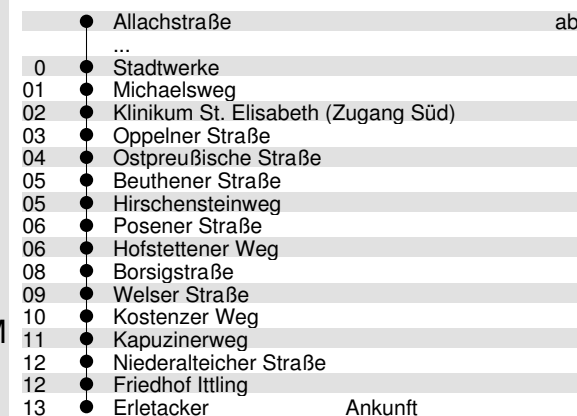 Allachstraße ab
...
0 Stadtwerke
01 Michaelsweg
02 Klinikum St. Elisabeth (Zugang Süd)
03 Oppelner Straße
04 Ostpreußische Straße
05 Beuthener Straße
05 Hirschensteinweg
06 Posener Straße
06 Hofstettener Weg
08 Borsigstraße
09 Welser Straße
10 Kostenzer Weg
11 Kapuzinerweg
12 Niederalteicher Straße
12 Friedhof Ittling
13 Erletacker Ankunft